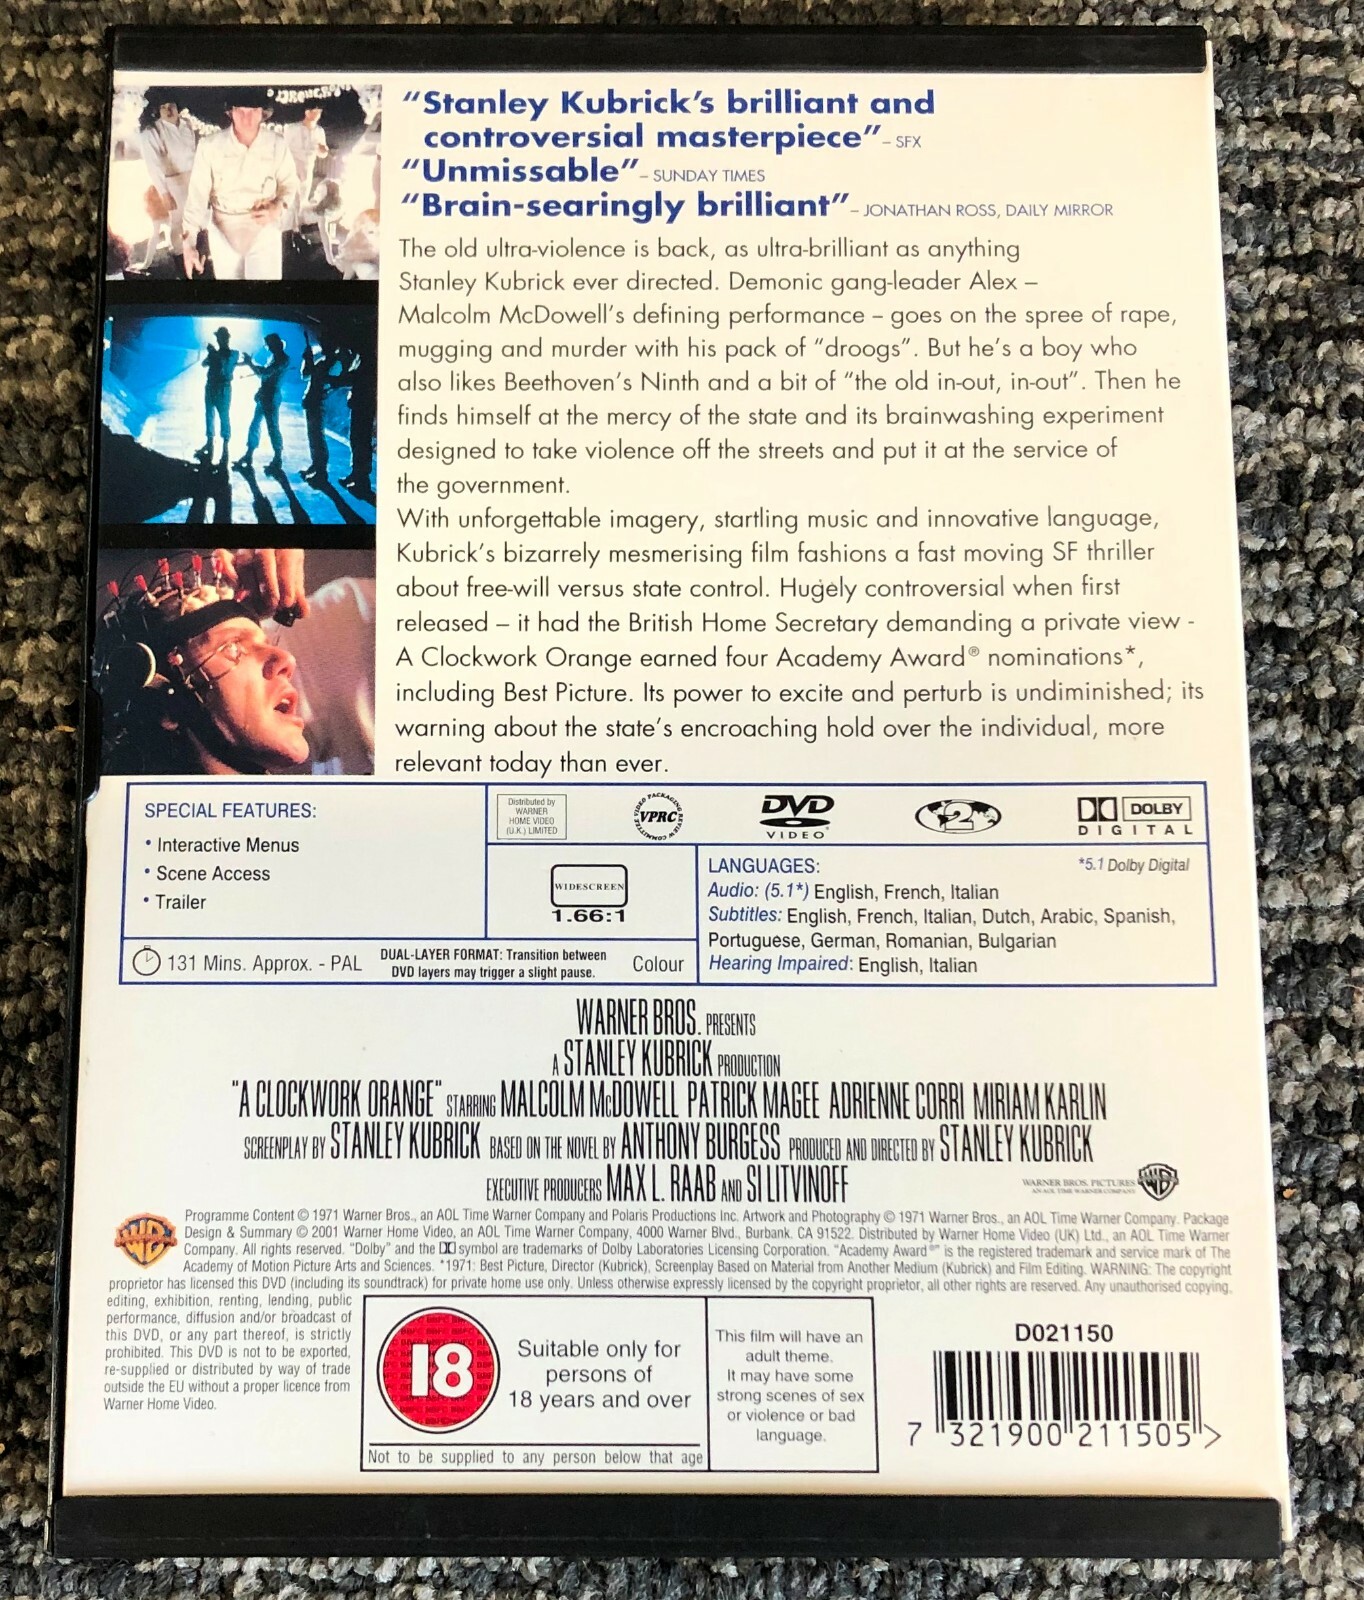 "Stanley Kubrick's brilliant and
controversial masterpiece" – SFX
"Unmissable" – SUNDAY TIMES
"Brain-searingly brilliant" – JONATHAN ROSS, DAILY MIRROR
The old ultra-violence is back, as ultra-brilliant as anything
Stanley Kubrick ever directed. Demonic gang-leader Alex –
Malcolm McDowell's defining performance – goes on the spree of rape,
mugging and murder with his pack of "droogs". But he's a boy who
also likes Beethoven's Ninth and a bit of "the old in-out, in-out". Then he
finds himself at the mercy of the state and its brainwashing experiment
designed to take violence off the streets and put it at the service of
the government.
With unforgettable imagery, startling music and innovative language,
Kubrick's bizarrely mesmerising film fashions a fast moving SF thriller
about free-will versus state control. Hugely controversial when first
released – it had the British Home Secretary demanding a private view -
A Clockwork Orange earned four Academy Award® nominations*,
including Best Picture. Its power to excite and perturb is undiminished; its
warning about the state's encroaching hold over the individual, more
relevant today than ever.
SPECIAL FEATURES:
• Interactive Menus
• Scene Access
• Trailer
Distributed by
WARNER
HOME VIDEO
(U.K.) LIMITED
VIDEO PACKAGING REVIEW COMMITTEE
VPRC
DVD
VIDEO
2
DOLBY
DIGITAL
WIDESCREEN
1.66:1
LANGUAGES: *5.1 Dolby Digital
Audio: (5.1*) English, French, Italian
Subtitles: English, French, Italian, Dutch, Arabic, Spanish,
Portuguese, German, Romanian, Bulgarian
Hearing Impaired: English, Italian
131 Mins. Approx. - PAL
DUAL-LAYER FORMAT: Transition between
DVD layers may trigger a slight pause.
Colour
WARNER BROS. PRESENTS
A STANLEY KUBRICK PRODUCTION
"A CLOCKWORK ORANGE" STARRING MALCOLM McDOWELL PATRICK MAGEE ADRIENNE CORRI MIRIAM KARLIN
SCREENPLAY BY STANLEY KUBRICK BASED ON THE NOVEL BY ANTHONY BURGESS PRODUCED AND DIRECTED BY STANLEY KUBRICK
EXECUTIVE PRODUCERS MAX L. RAAB AND SI LITVINOFF
WARNER BROS. PICTURES
AN AOL TIME WARNER COMPANY
Programme Content © 1971 Warner Bros., an AOL Time Warner Company and Polaris Productions Inc. Artwork and Photography © 1971 Warner Bros., an AOL Time Warner Company. Package
Design & Summary © 2001 Warner Home Video, an AOL Time Warner Company, 4000 Warner Blvd., Burbank. CA 91522. Distributed by Warner Home Video (UK) Ltd., an AOL Time Warner
Company. All rights reserved. "Dolby" and the symbol are trademarks of Dolby Laboratories Licensing Corporation. "Academy Award®" is the registered trademark and service mark of The
Academy of Motion Picture Arts and Sciences. *1971: Best Picture, Director (Kubrick), Screenplay Based on Material from Another Medium (Kubrick) and Film Editing. WARNING: The copyright
proprietor has licensed this DVD (including its soundtrack) for private home use only. Unless otherwise expressly licensed by the copyright proprietor, all other rights are reserved. Any unauthorised copying,
editing, exhibition, renting, lending, public
performance, diffusion and/or broadcast of
this DVD, or any part thereof, is strictly
prohibited. This DVD is not to be exported,
re-supplied or distributed by way of trade
outside the EU without a proper licence from
Warner Home Video.
18
Suitable only for
persons of
18 years and over
Not to be supplied to any person below that age
This film will have an
adult theme.
It may have some
strong scenes of sex
or violence or bad
language.
D021150
7 321900 211505 >